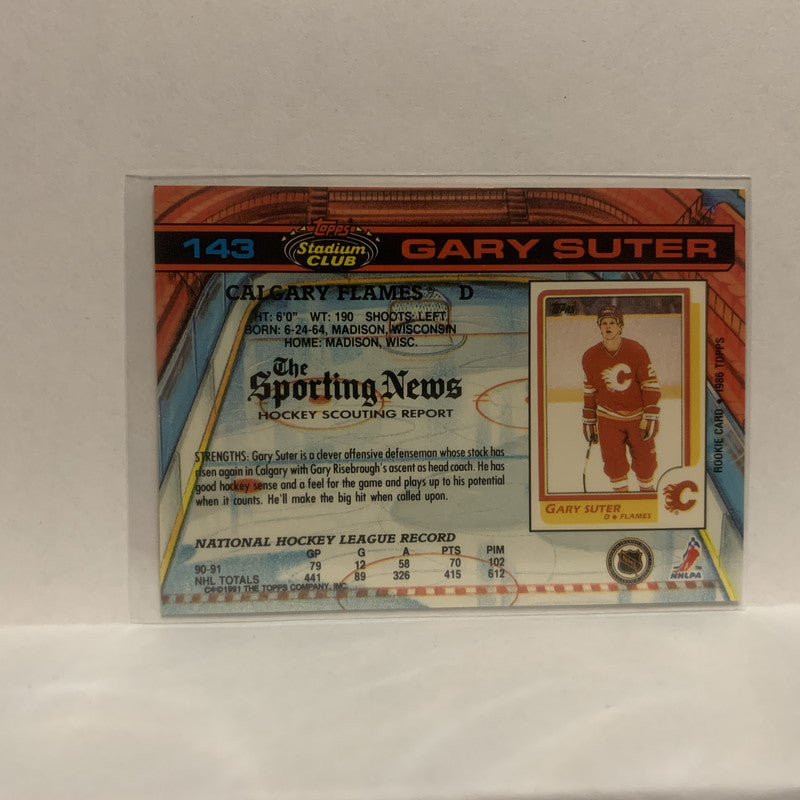 143 TOPPS Stadium CLUB GARY SUTER
CALGARY FLAMES D
HT: 6'0" WT: 190 SHOOTS: LEFT
BORN: 6-24-64, MADISON, WISCONSIN
HOME: MADISON, WISC.
The
Sporting News
HOCKEY SCOUTING REPORT
STRENGTHS: Gary Suter is a clever offensive defenseman whose stock has
risen again in Calgary with Gary Risebrough's ascent as head coach. He has
good hockey sense and a feel for the game and plays up to his potential
when it counts. He'll make the big hit when called upon.
NATIONAL HOCKEY LEAGUE RECORD
GP G A PTS PIM
90-91 79 12 58 70 102
NHL TOTALS 441 89 326 415 612
C4©1991 THE TOPPS COMPANY, INC.
TOPPS
GARY SUTER
D ● FLAMES
ROOKIE CARD ● 1986 TOPPS
NHL
NHLPA
TM